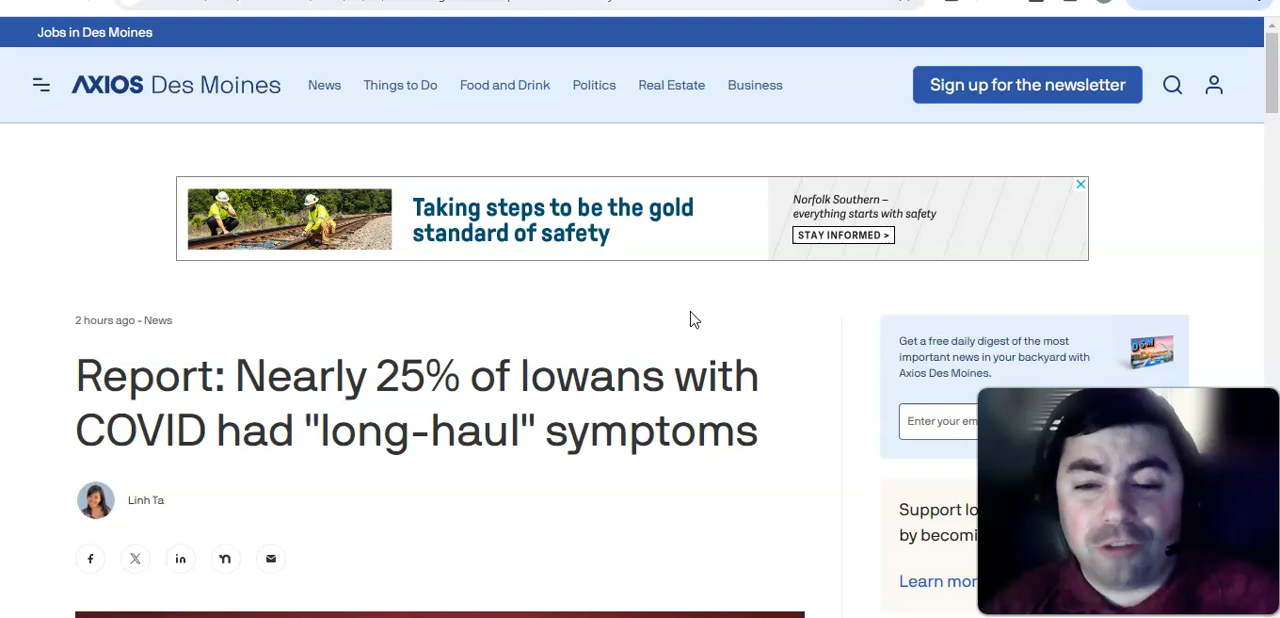 Jobs in Des Moines
AXIOS Des Moines
News
Things to Do
Food and Drink
Politics
Real Estate
Business
Sign up for the newsletter
Taking steps to be the gold
standard of safety
Norfolk Southern –
everything starts with safety
STAY INFORMED >
2 hours ago - News
Report: Nearly 25% of Iowans with
COVID had "long-haul" symptoms
Linh Ta
Get a free daily digest of the most
important news in your backyard with
Axios Des Moines.
DSM
Enter your em
Support lo
by becomi
Learn mor